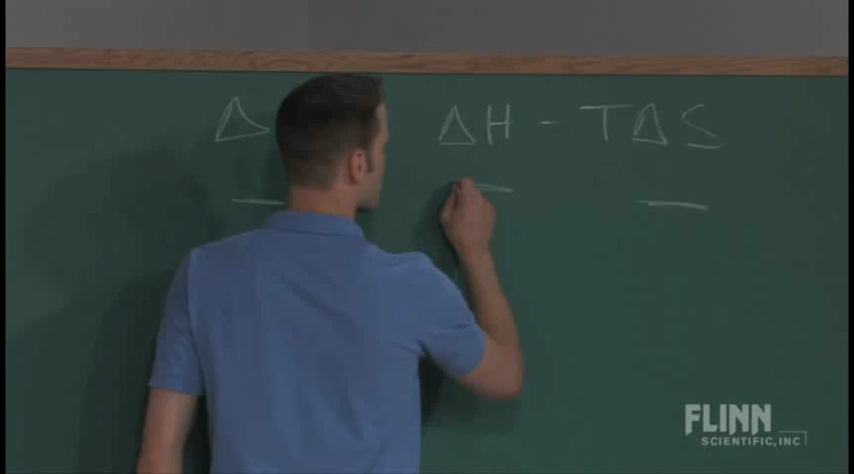 Δ ΔH - TΔS
— — —
FLINN
SCIENTIFIC, INC